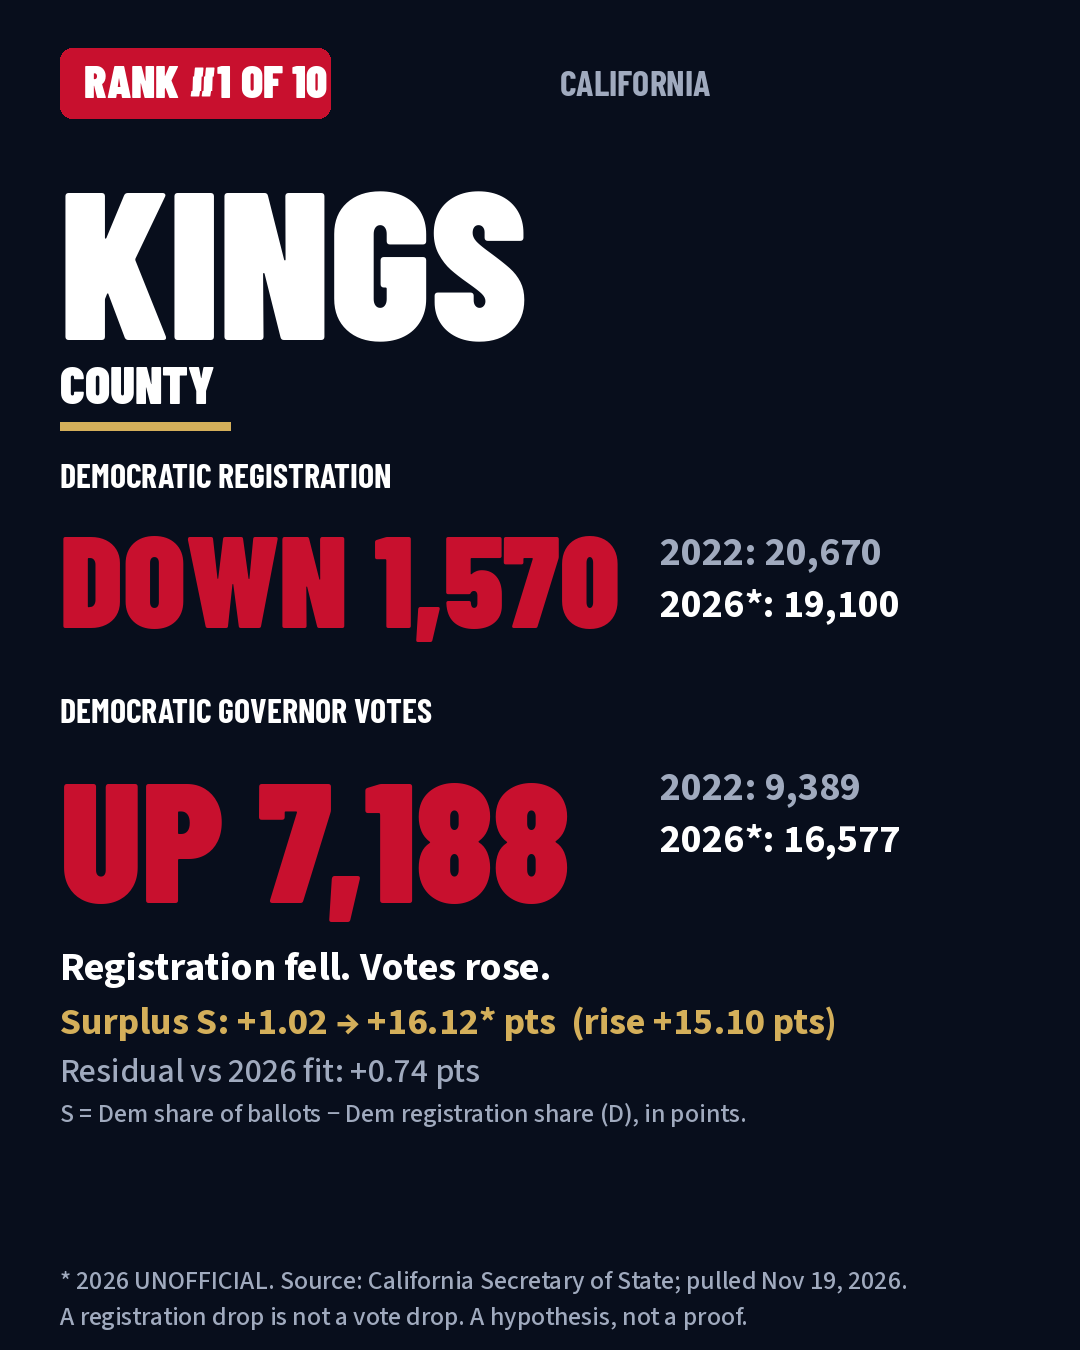 RANK #1 OF 10
CALIFORNIA
KINGS
COUNTY
DEMOCRATIC REGISTRATION
DOWN 1,570
2022: 20,670
2026*: 19,100
DEMOCRATIC GOVERNOR VOTES
UP 7,188
2022: 9,389
2026*: 16,577
Registration fell. Votes rose.
Surplus S: +1.02 → +16.12* pts (rise +15.10 pts)
Residual vs 2026 fit: +0.74 pts
S = Dem share of ballots − Dem registration share (D), in points.
* 2026 UNOFFICIAL. Source: California Secretary of State; pulled Nov 19, 2026.
A registration drop is not a vote drop. A hypothesis, not a proof.